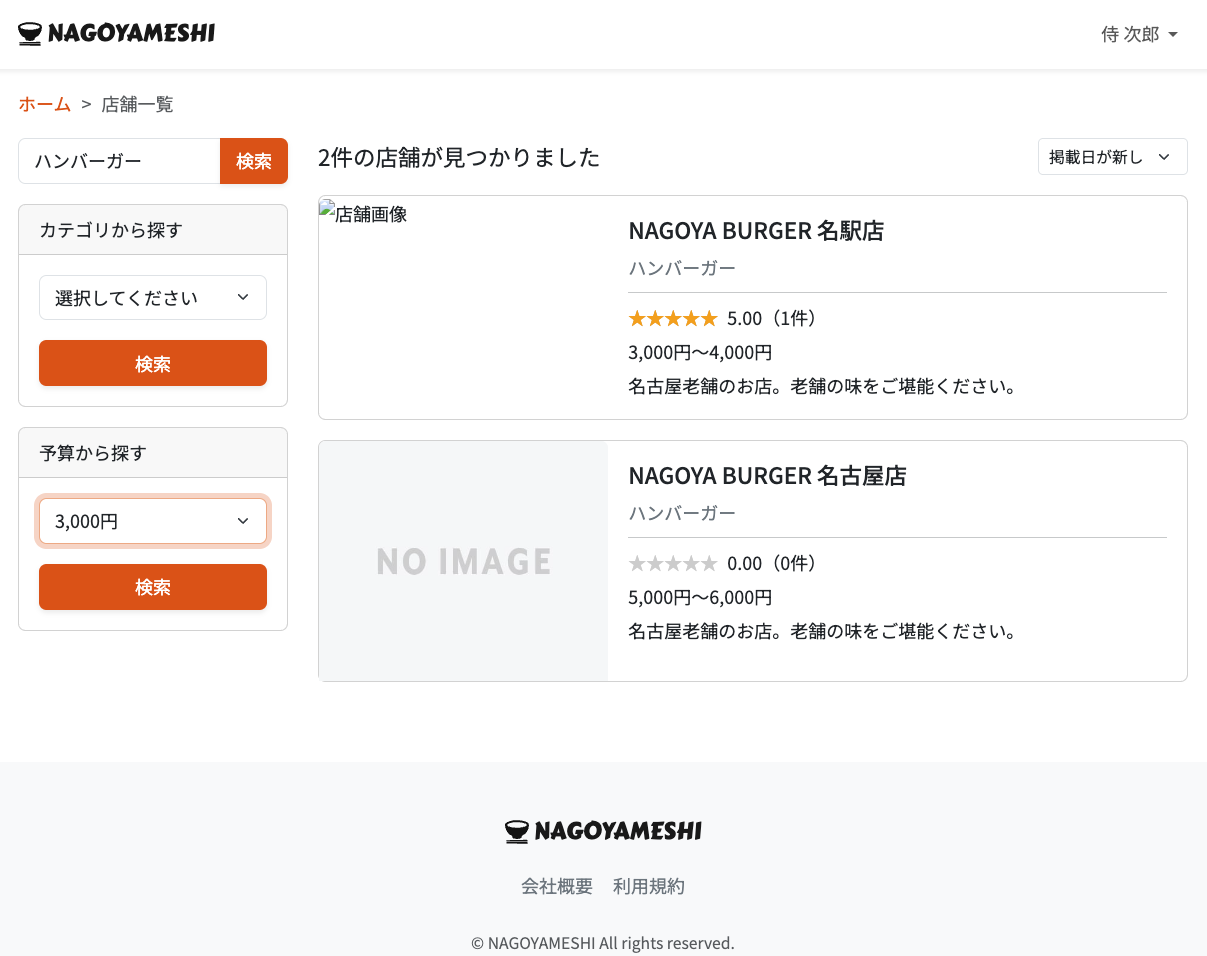 NAGOYAMESHI
侍 次郎
ホーム > 店舗一覧
ハンバーガー 検索
カテゴリから探す
選択してください
検索
予算から探す
3,000円
検索
2件の店舗が見つかりました
掲載日が新し
店舗画像
NAGOYA BURGER 名駅店
ハンバーガー
★★★★★ 5.00（1件）
3,000円〜4,000円
名古屋老舗のお店。老舗の味をご堪能ください。
NO IMAGE
NAGOYA BURGER 名古屋店
ハンバーガー
★★★★★ 0.00（0件）
5,000円〜6,000円
名古屋老舗のお店。老舗の味をご堪能ください。
NAGOYAMESHI
会社概要 利用規約
© NAGOYAMESHI All rights reserved.